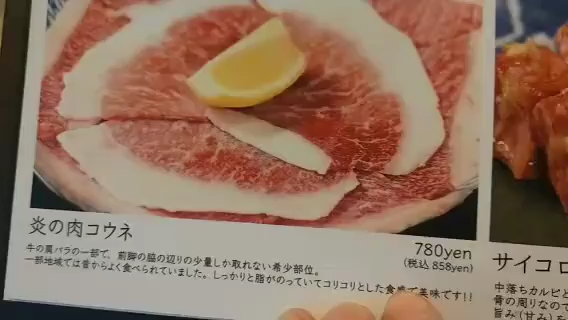 炎の肉コウネ
780yen
(税込 858yen)
牛の肩バラの一部で、前脚の脇の辺りの少量しか取れない希少部位。
一部地域では昔からよく食べられていました。しっかりと脂がのっていてコリコリとした食感で美味です!!
サイコロ
中落ちカルビと
骨の周りなので
旨み(甘み)を